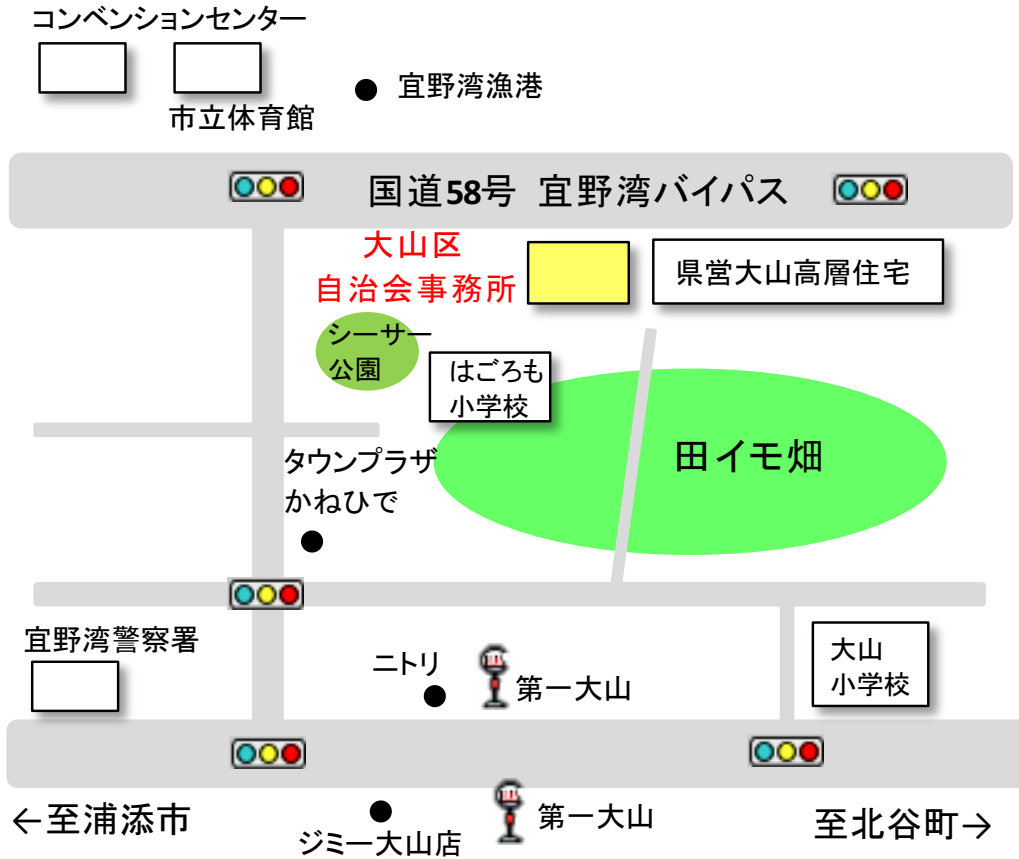 コンベンションセンター
市立体育館
宜野湾漁港
国道58号 宜野湾バイパス
大山区
自治会事務所
県営大山高層住宅
シーサー
公園
はごろも
小学校
田イモ畑
タウンプラザ
かねひで
宜野湾警察署
ニトリ
第一大山
大山
小学校
←至浦添市
ジミー大山店
第一大山
至北谷町→